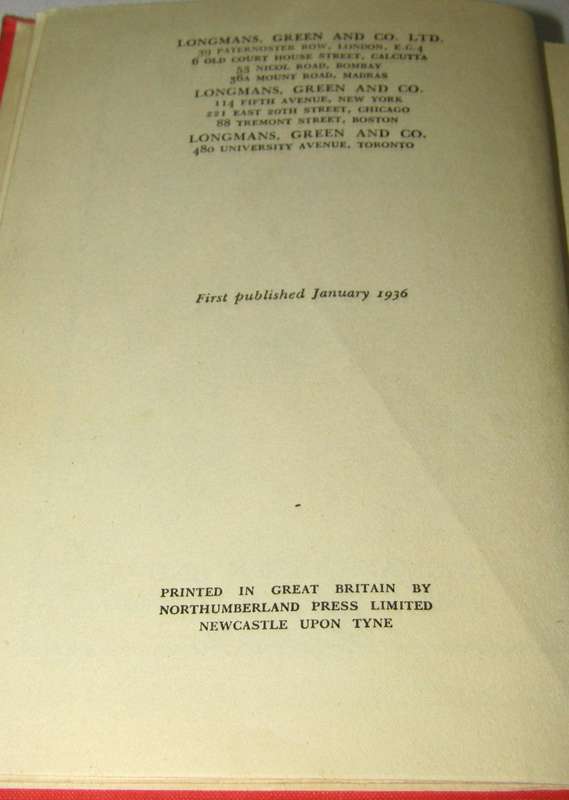 LONGMANS, GREEN AND CO. LTD.
39 PATERNOSTER ROW, LONDON, E.C.4
6 OLD COURT HOUSE STREET, CALCUTTA
53 NICOL ROAD, BOMBAY
36A MOUNT ROAD, MADRAS
LONGMANS, GREEN AND CO.
114 FIFTH AVENUE, NEW YORK
221 EAST 20TH STREET, CHICAGO
88 TREMONT STREET, BOSTON
LONGMANS, GREEN AND CO.
480 UNIVERSITY AVENUE, TORONTO
First published January 1936
PRINTED IN GREAT BRITAIN BY
NORTHUMBERLAND PRESS LIMITED
NEWCASTLE UPON TYNE